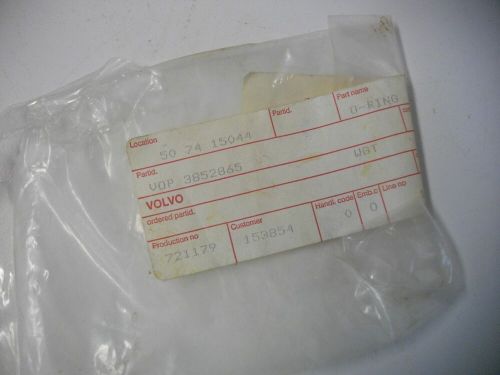 Location
50 74 15044
Partid.
Part name
O-RING
Partid.
VOP 3852865
WBT
VOLVO
ordered partid.
Production no
721179
Customer
153854
Handl. code
0
Emb.c
0
Line no